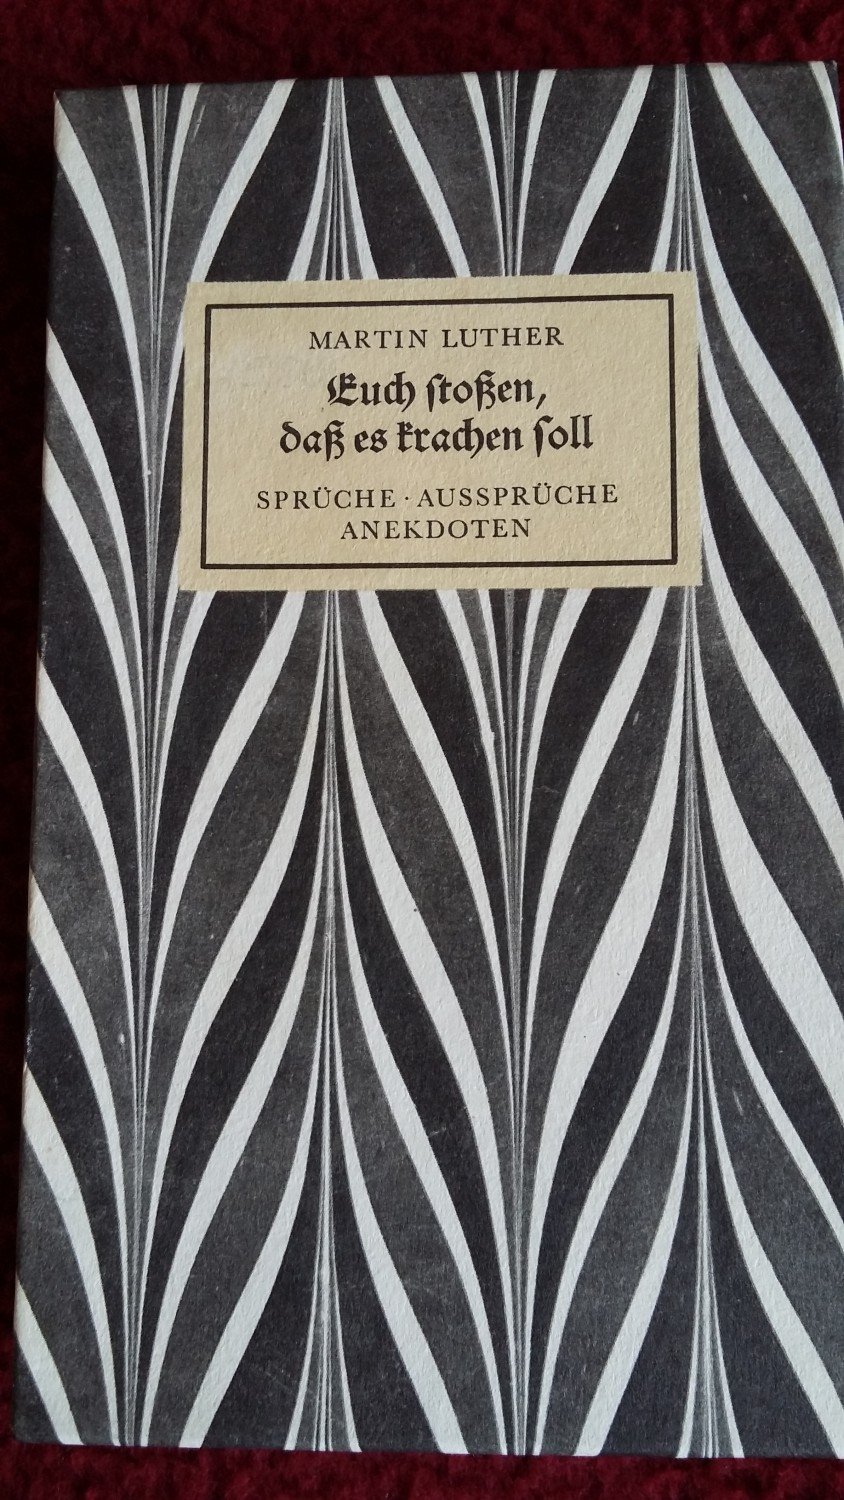 MARTIN LUTHER
Euch stoßen,
daß es krachen soll
SPRÜCHE · AUSSPRÜCHE
ANEKDOTEN